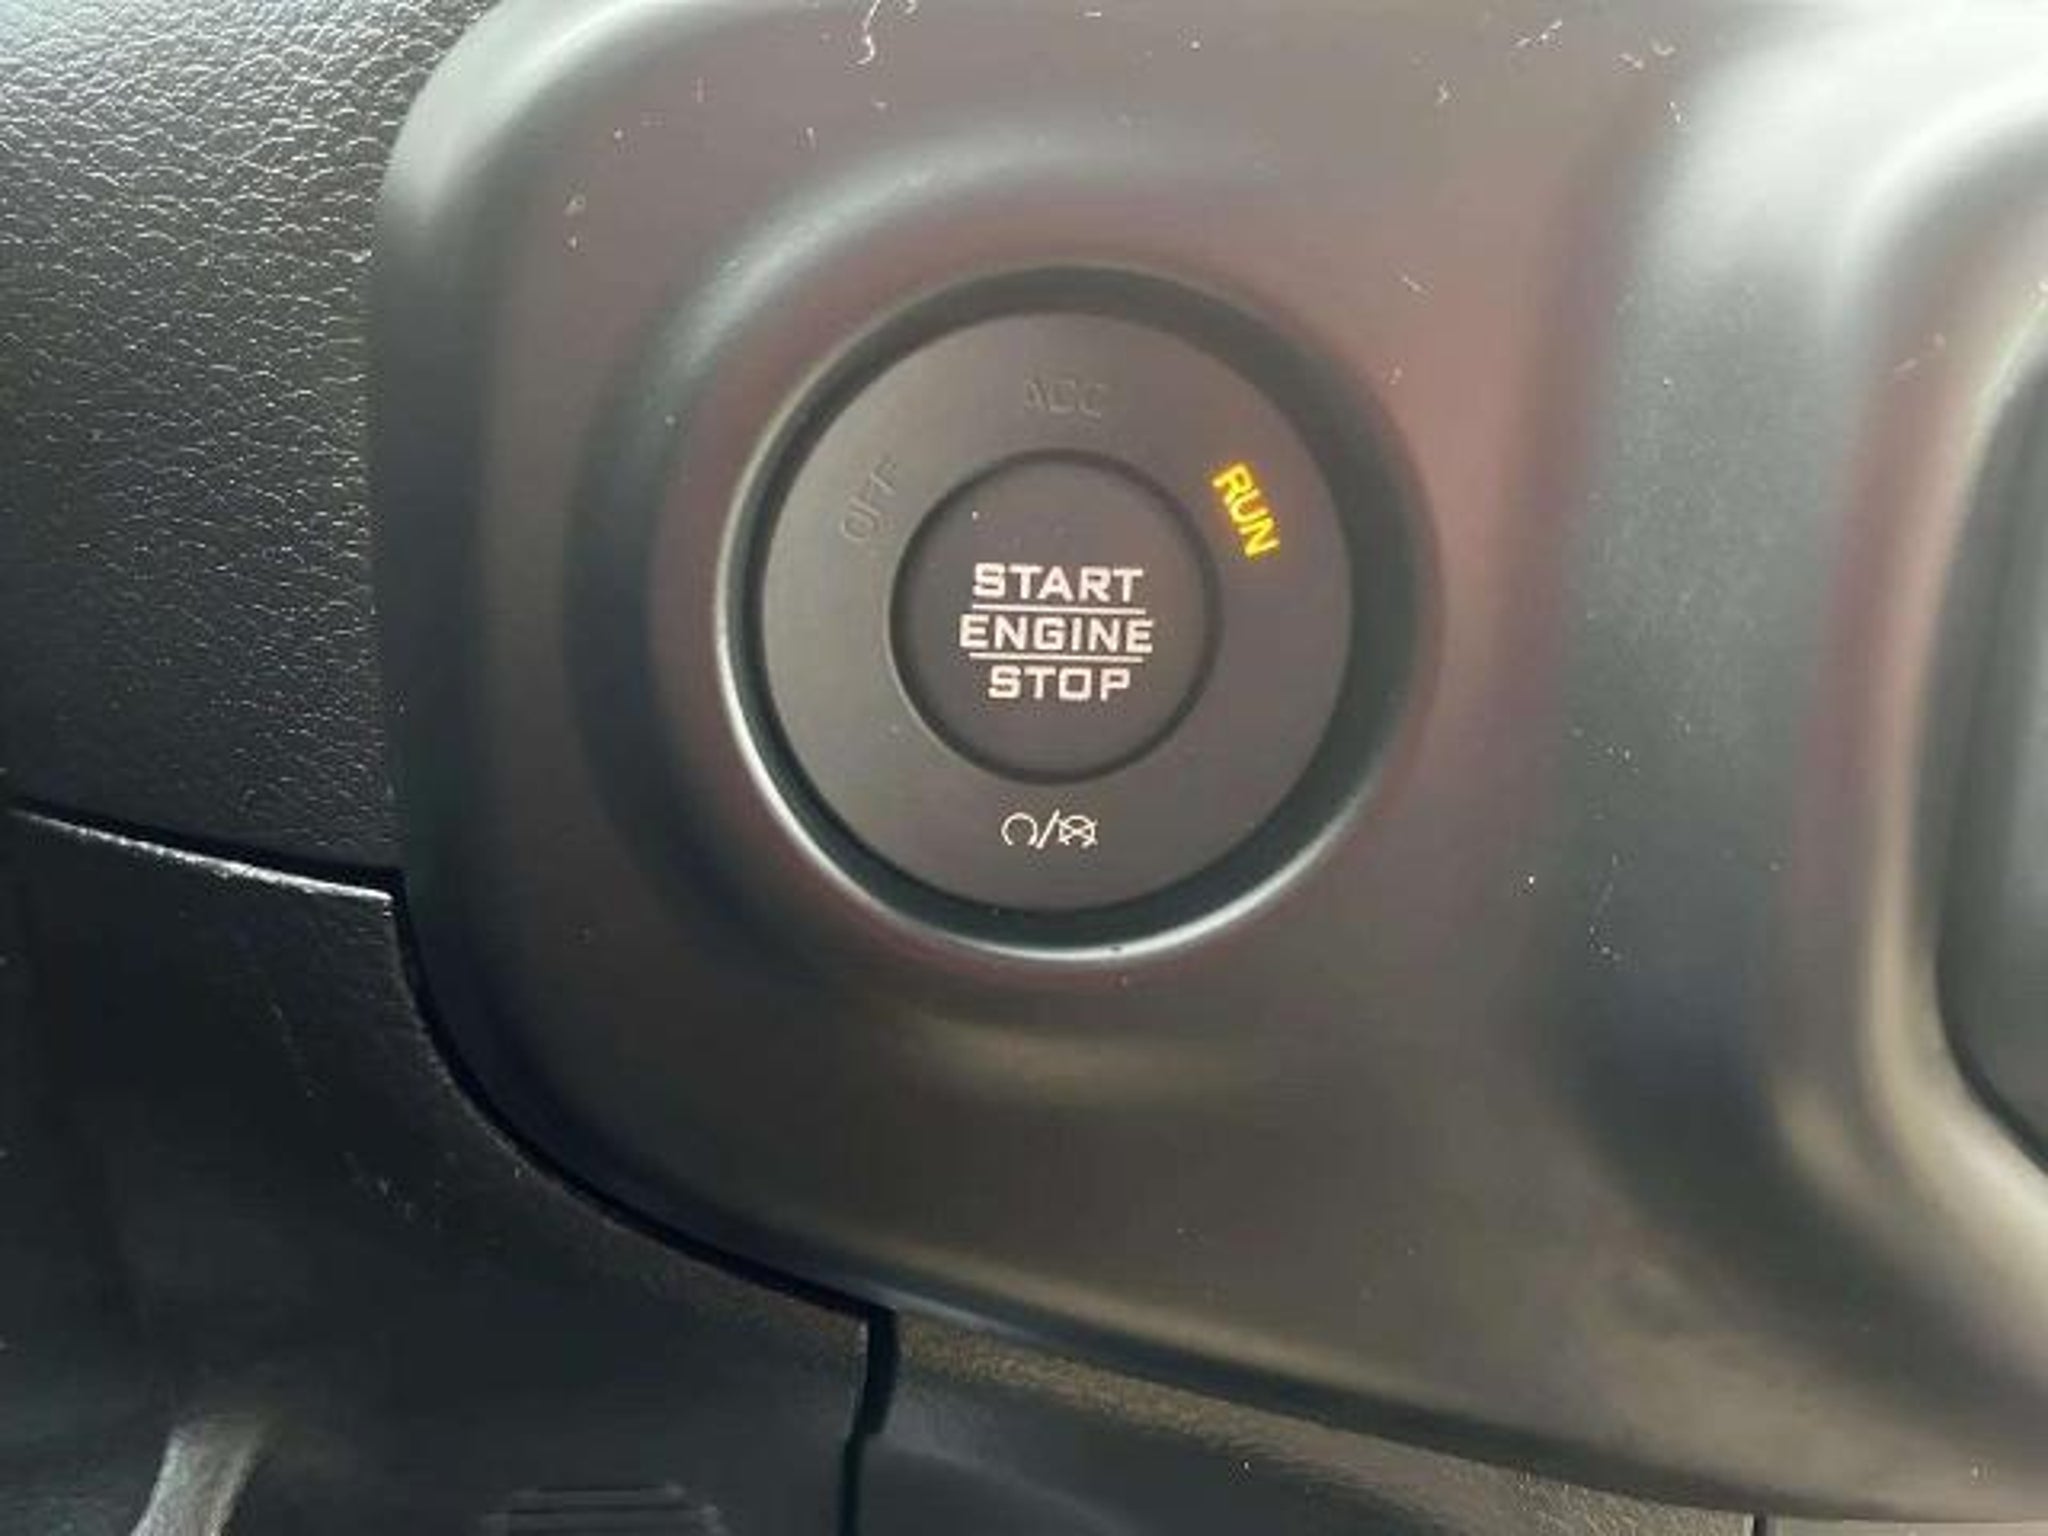 ACC
OFF
RUN
START
ENGINE
STOP